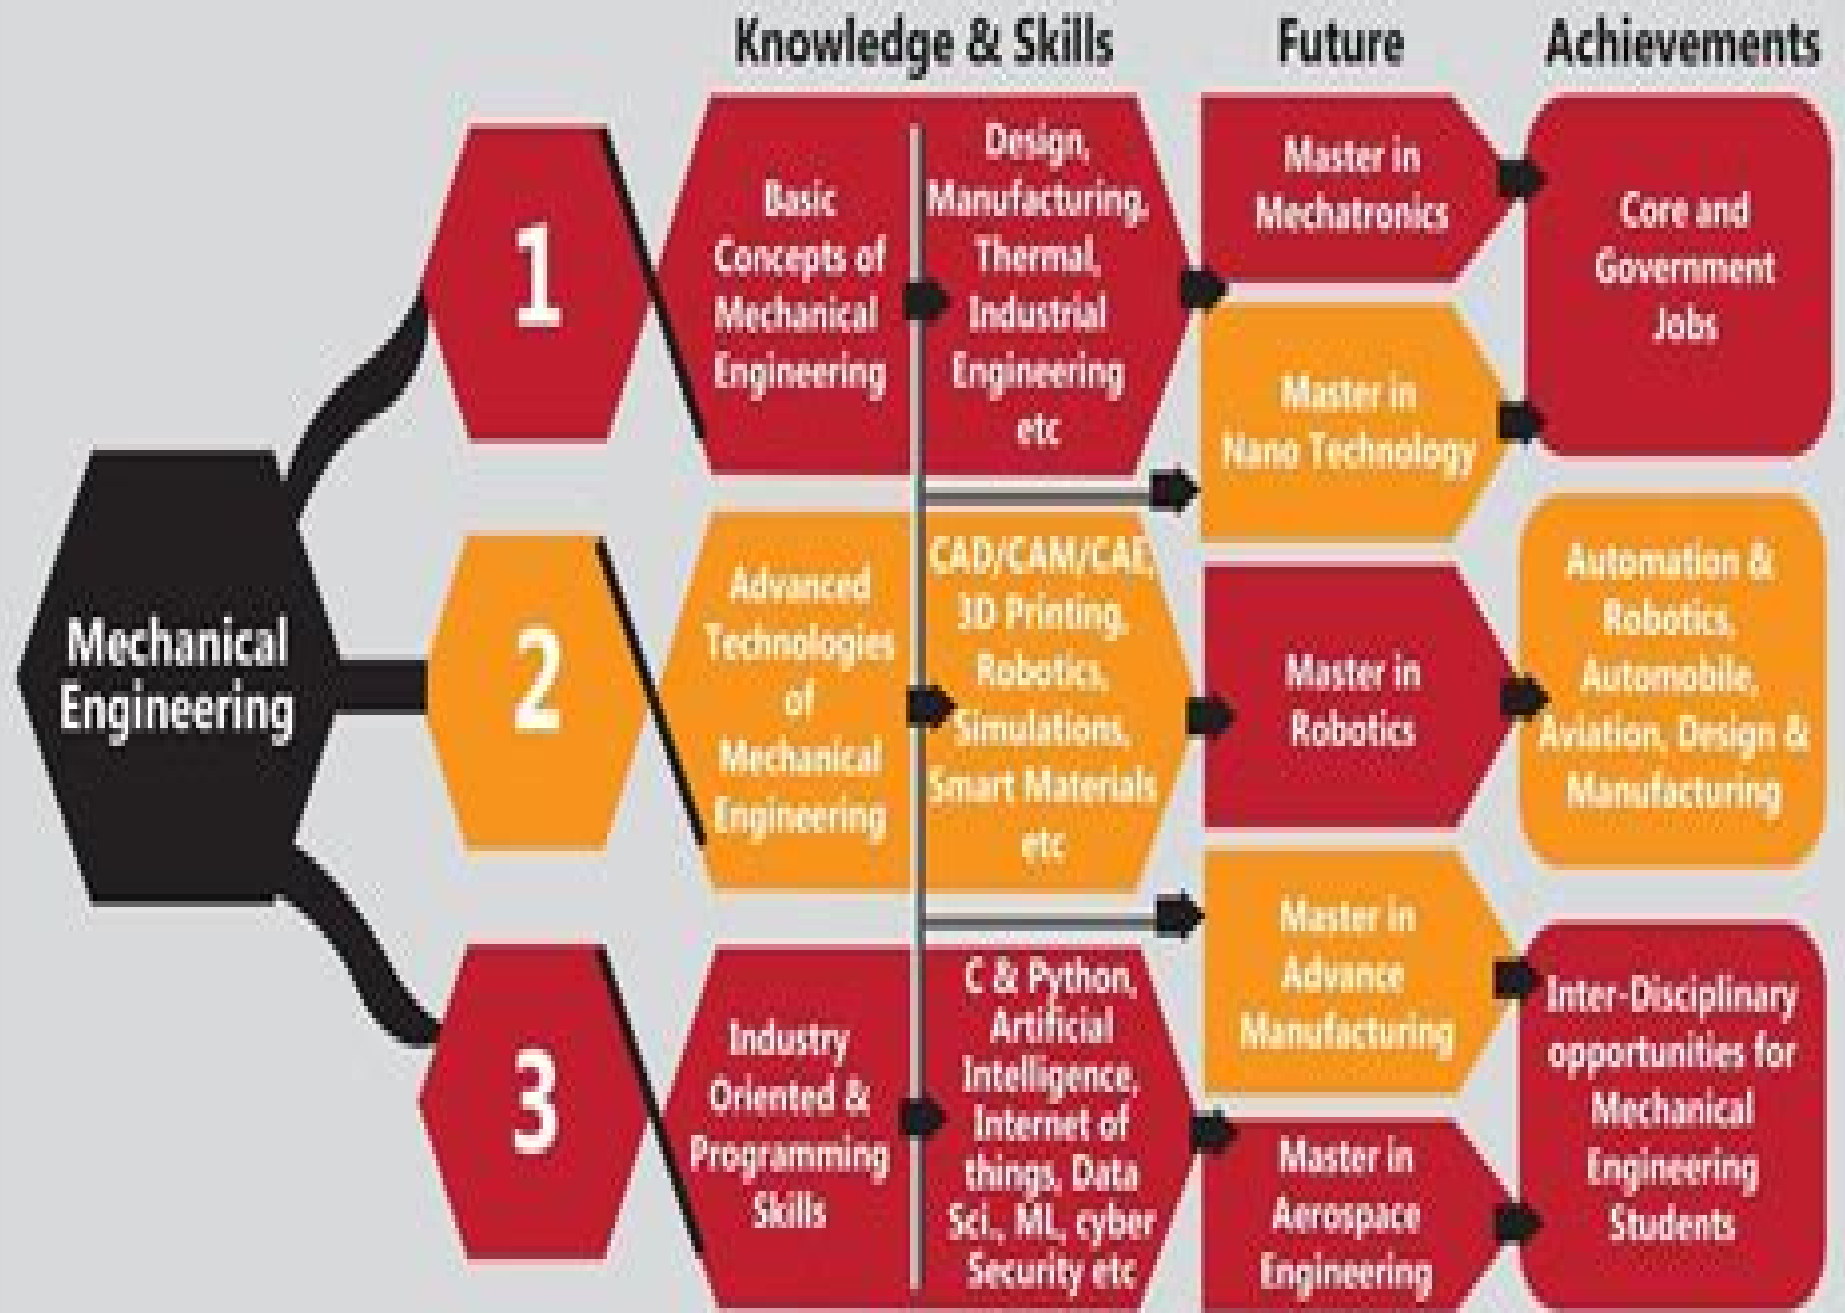 Knowledge & Skills
Future
Achievements
Mechanical
Engineering
1
Basic
Concepts of
Mechanical
Engineering
Design,
Manufacturing,
Thermal,
Industrial
Engineering
etc
Master in
Mechatronics
Master in
Nano Technology
Core and
Government
Jobs
2
Advanced
Technologies
of
Mechanical
Engineering
CAD/CAM/CAE,
3D Printing,
Robotics,
Simulations,
Smart Materials
etc
Master in
Robotics
Automation &
Robotics,
Automobile,
Aviation, Design &
Manufacturing
3
Industry
Oriented &
Programming
Skills
C & Python,
Artificial
Intelligence,
Internet of
things, Data
Sci., ML, cyber
Security etc
Master in
Advance
Manufacturing
Master in
Aerospace
Engineering
Inter-Disciplinary
opportunities for
Mechanical
Engineering
Students